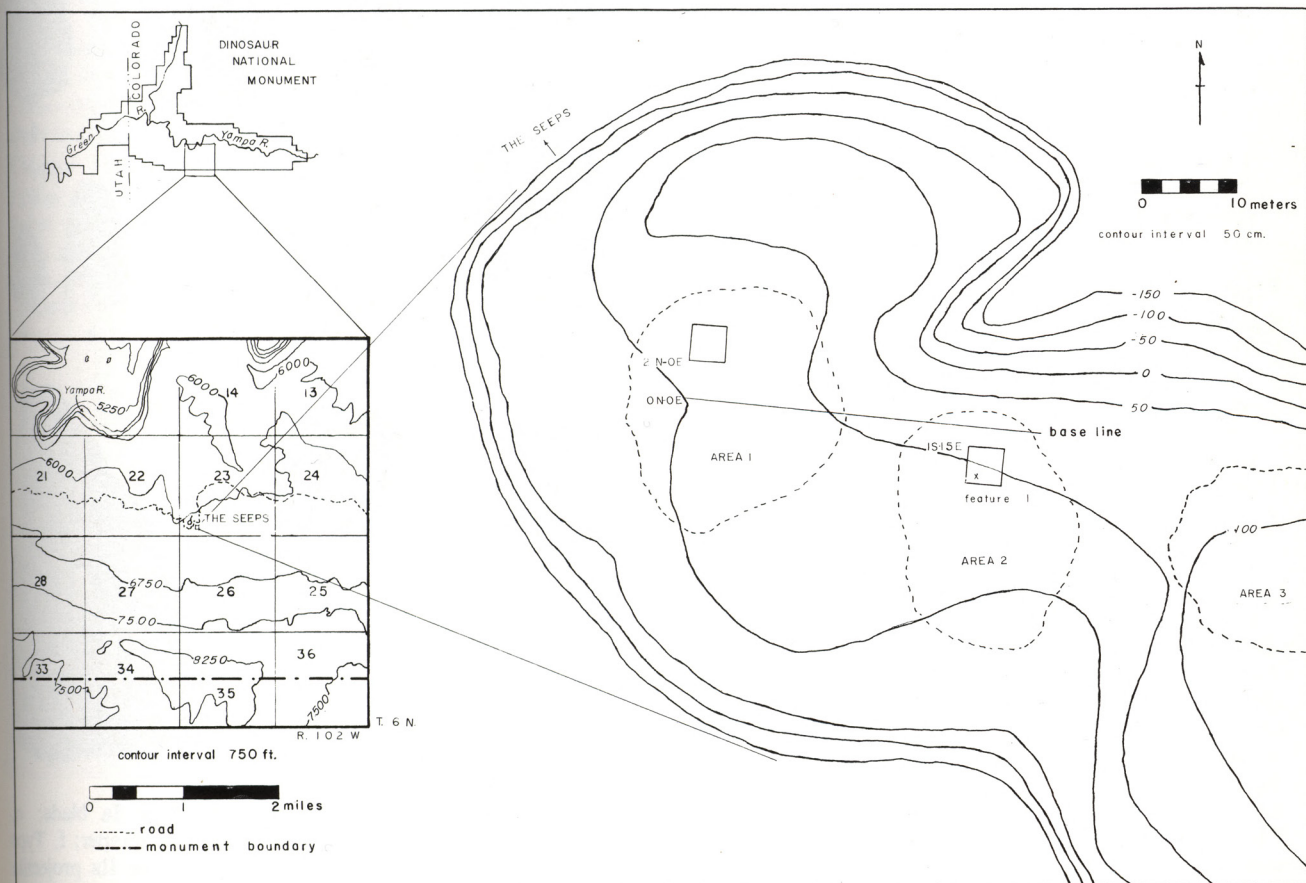 DINOSAUR
NATIONAL
MONUMENT
COLORADO
UTAH
Green
R.
Yampa R.
THE SEEPS
N
0 10 meters
contour interval 50 cm.
-150
-100
-50
0
50
2 N-0E
0N0E
base line
AREA 1
1S15E
x
feature 1
AREA 2
100
AREA 3
Yampa R.
5250
6000
14
6000
13
6000
21
22
23
24
THE SEEPS
28
6750
27
26
25
7500
33
34
8250
36
7500
35
7500
T. 6 N.
R. 102 W
contour interval 750 ft.
0 1 2 miles
road
monument boundary